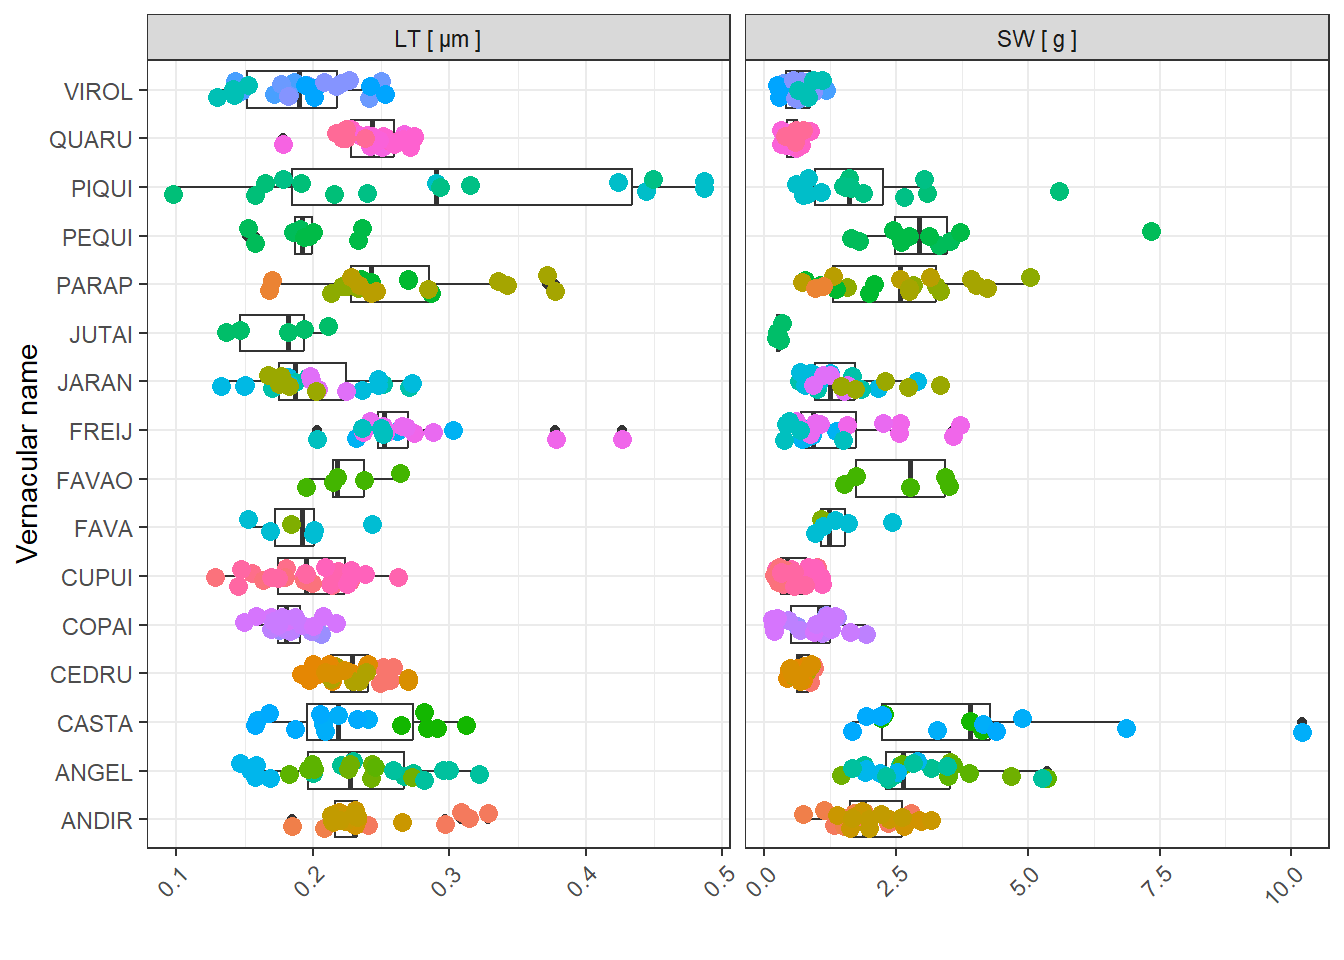 LT [ µm ]
SW [ g ]
Vernacular name
VIROL
QUARU
PIQUI
PEQUI
PARAP
JUTAI
JARAN
FREIJ
FAVAO
FAVA
CUPUI
COPAI
CEDRU
CASTA
ANGEL
ANDIR
0.1
0.2
0.3
0.4
0.5
0.0
2.5
5.0
7.5
10.0